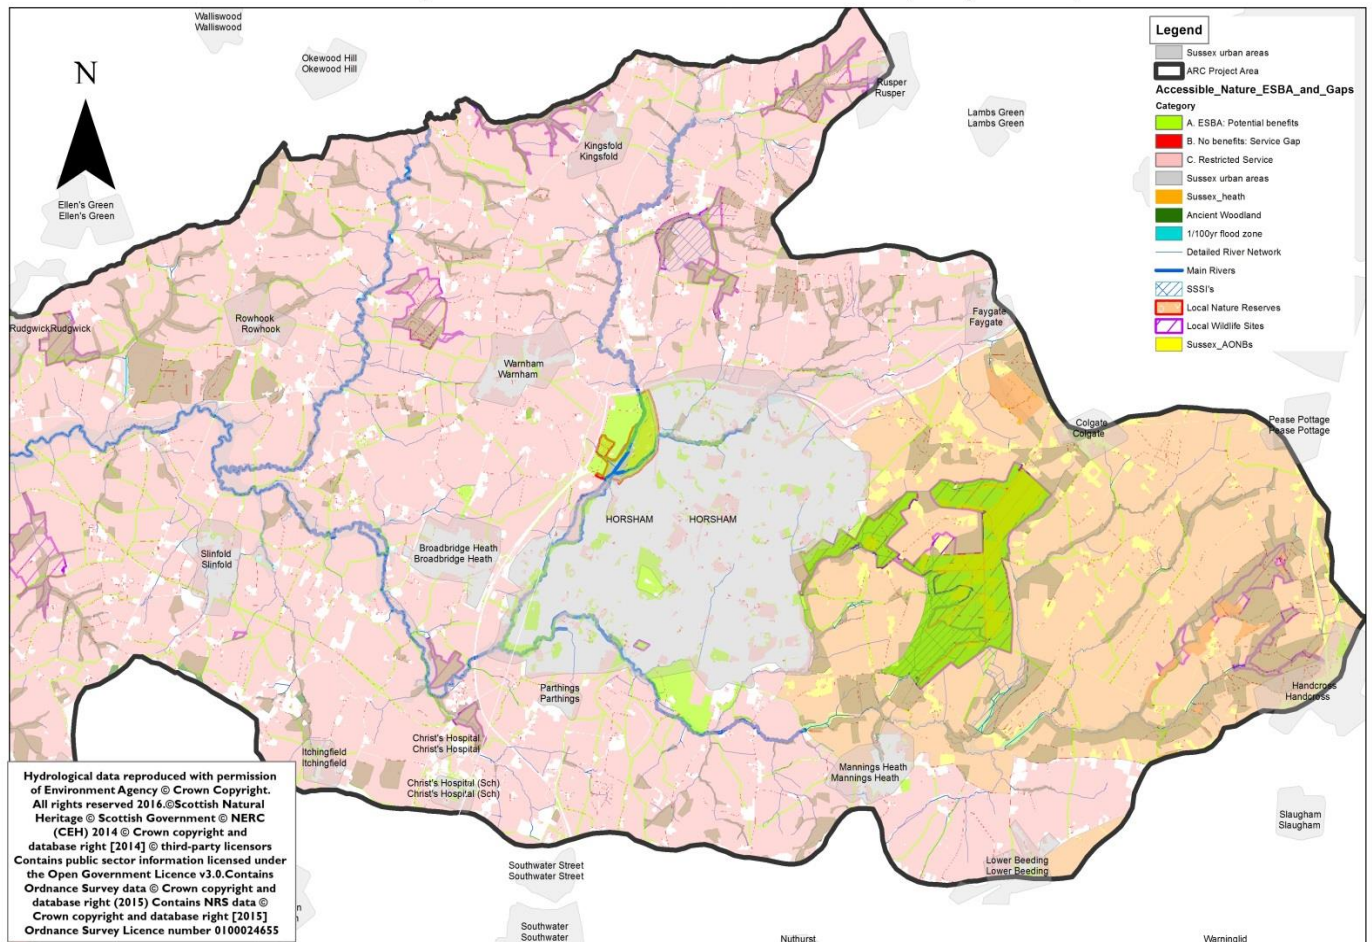 Walliswood
Walliswood
Okewood Hill
Okewood Hill
N
Rusper
Rusper
Lambs Green
Lambs Green
Kingsfold
Kingsfold
Ellen's Green
Ellen's Green
Legend
Sussex urban areas
ARC Project Area
Accessible_Nature_ESBA_and_Gaps
Category
A. ESBA: Potential benefits
B. No benefits: Service Gap
C. Restricted Service
Sussex urban areas
Sussex_heath
Ancient Woodland
1/100yr flood zone
Detailed River Network
Main Rivers
SSSI's
Local Nature Reserves
Local Wildlife Sites
Sussex_AONBs
Rudgwick Rudgwick
Rowhook
Rowhook
Faygate
Faygate
Warnham
Warnham
Colgate
Colgate
Pease Pottage
Pease Pottage
HORSHAM HORSHAM
Broadbridge Heath
Broadbridge Heath
Slinfold
Slinfold
Parthings
Parthings
Handcross
Handcross
Christ's Hospital
Christ's Hospital
Itchingfield
Itchingfield
Mannings Heath
Mannings Heath
Christ's Hospital (Sch)
Christ's Hospital (Sch)
Slaugham
Slaugham
Lower Beeding
Lower Beeding
Southwater Street
Southwater Street
Southwater
Southwater
Nuthurst
Warninglid
Hydrological data reproduced with permission
of Environment Agency © Crown Copyright.
All rights reserved 2016.©Scottish Natural
Heritage © Scottish Government © NERC
(CEH) 2014 © Crown copyright and
database right [2014] © third-party licensors
Contains public sector information licensed under
the Open Government Licence v3.0.Contains
Ordnance Survey data © Crown copyright and
database right (2015) Contains NRS data ©
Crown copyright and database right [2015]
Ordnance Survey Licence number 0100024655